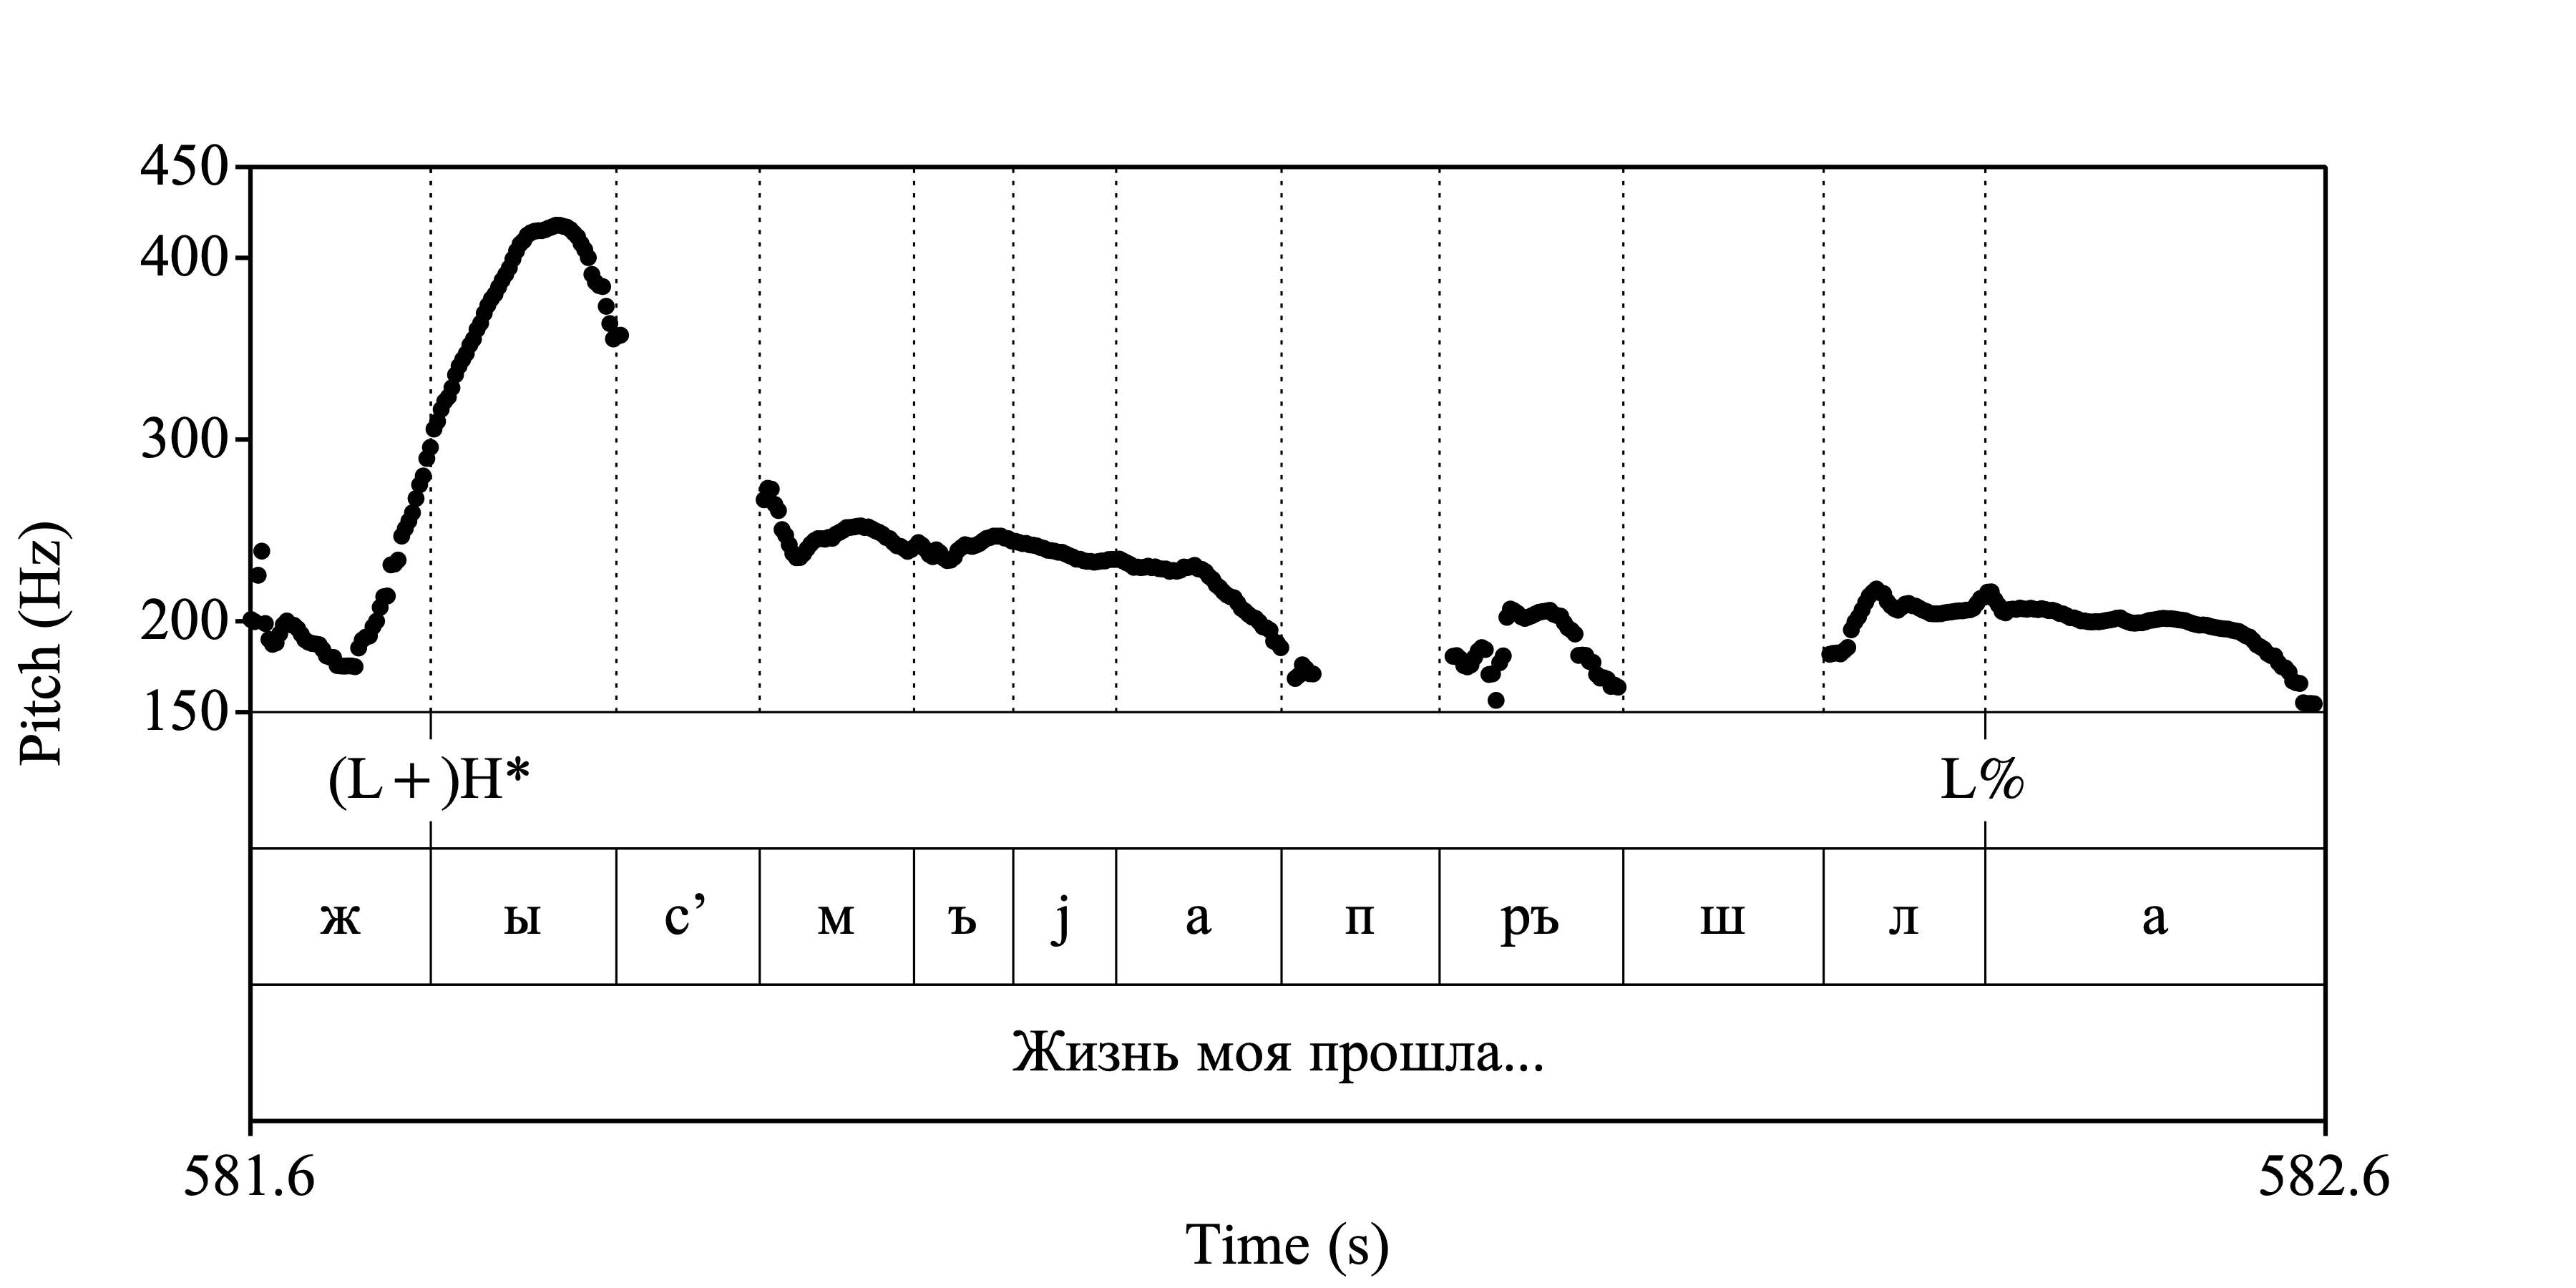 450
400
300
200
150
Pitch (Hz)
(L+)H* L%
ж ы с’ м ъ j а п ръ ш л а
Жизнь моя прошла...
581.6 582.6
Time (s)